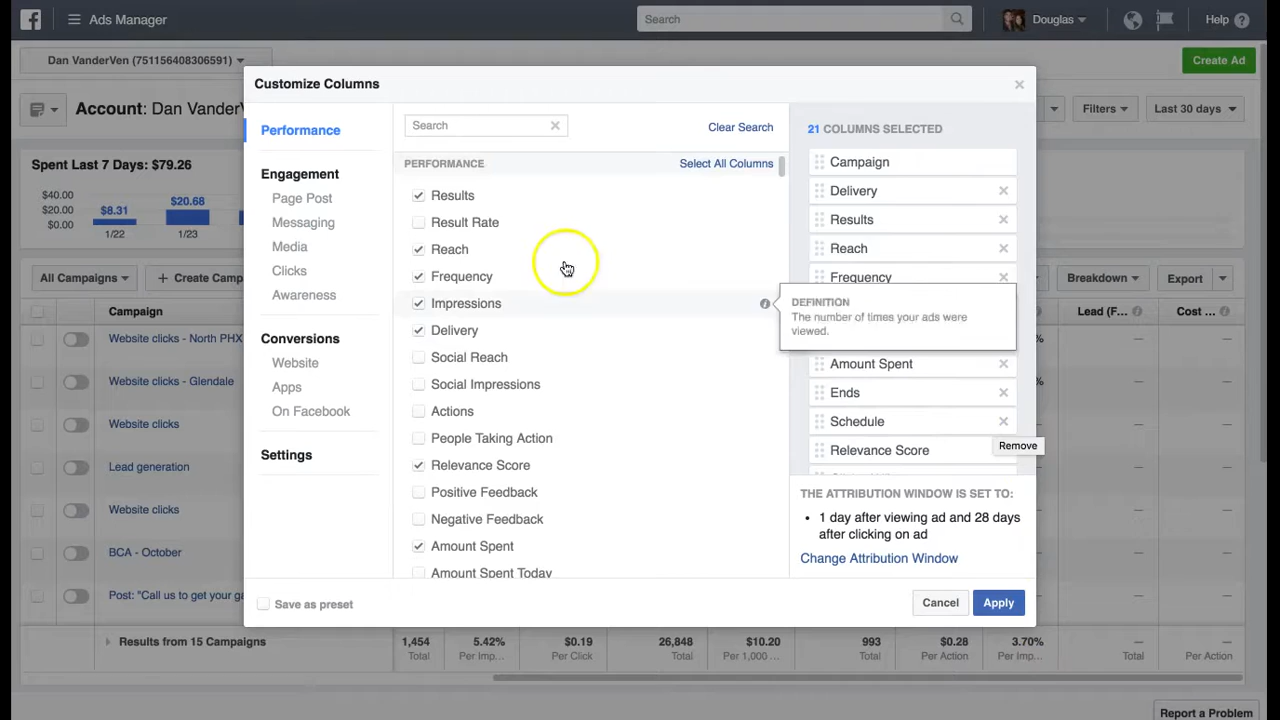 Ads Manager
Search
Douglas
Help
Dan VanderVen (751156408306591)
Create Ad
Account: Dan VanderV
Filters
Last 30 days
Spent Last 7 Days: $79.26
$40.00
$20.00
$0.00
$8.31
$20.68
1/22
1/23
All Campaigns
+ Create Camp
Breakdown
Export
Campaign
Lead (F...
Cost ...
Website clicks - North PHX
Website clicks - Glendale
Website clicks
Lead generation
Website clicks
BCA - October
Post: "Call us to get your ga
Results from 15 Campaigns
1,454
Total
5.42%
Per Imp...
$0.19
Per Click
26,848
Total
$10.20
Per 1,000 ...
993
Total
$0.28
Per Action
3.70%
Per Imp...
—
Total
—
Per Action
Report a Problem
Customize Columns
Performance
Engagement
Page Post
Messaging
Media
Clicks
Awareness
Conversions
Website
Apps
On Facebook
Settings
Search
Clear Search
PERFORMANCE
Select All Columns
Results
Result Rate
Reach
Frequency
Impressions
Delivery
Social Reach
Social Impressions
Actions
People Taking Action
Relevance Score
Positive Feedback
Negative Feedback
Amount Spent
Amount Spent Today
21 COLUMNS SELECTED
Campaign
Delivery
Results
Reach
Frequency
DEFINITION
The number of times your ads were
viewed.
Amount Spent
Ends
Schedule
Remove
Relevance Score
THE ATTRIBUTION WINDOW IS SET TO:
• 1 day after viewing ad and 28 days
after clicking on ad
Change Attribution Window
Save as preset
Cancel
Apply